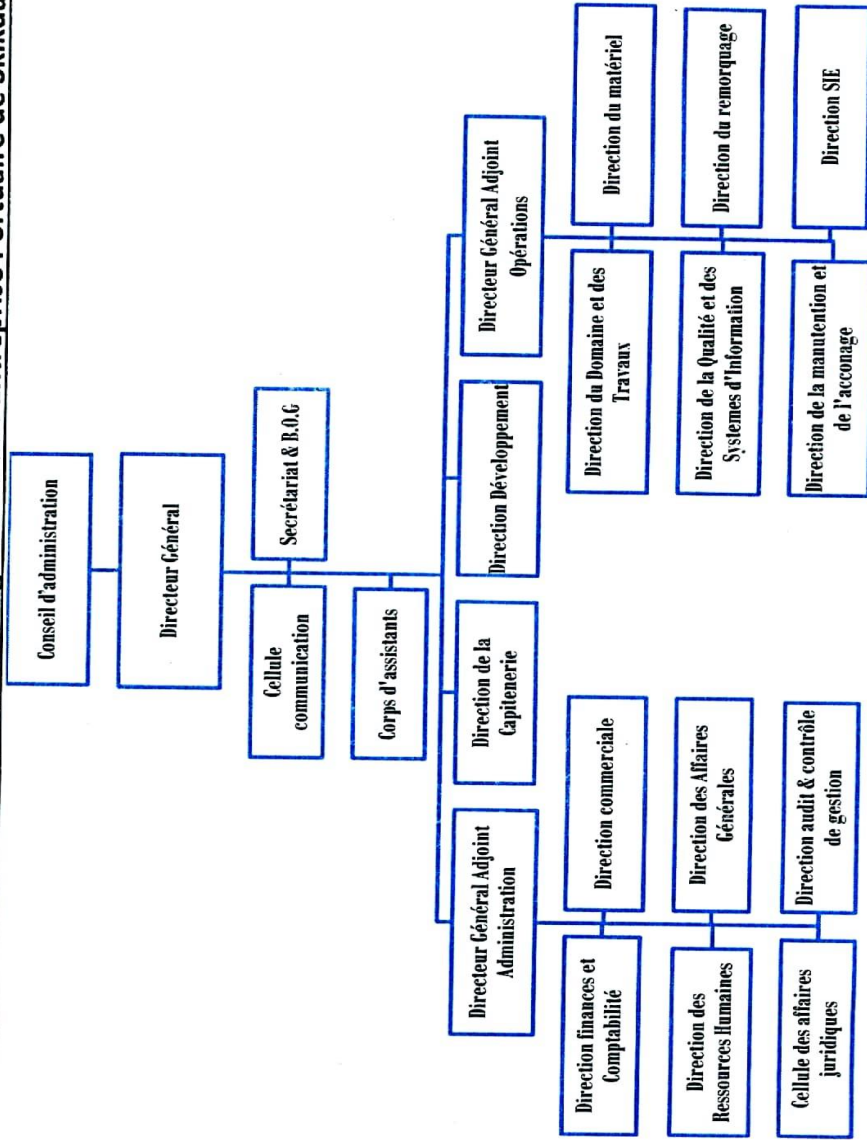 Conseil d'administration
Directeur Général
Cellule
communication
Secrétariat & B.O.G
Corps d'assistants
Directeur Général Adjoint
Administration
Direction de la
Capitenerie
Direction Développement
Directeur Général Adjoint
Opérations
Direction finances et
Comptabilité
Direction commerciale
Direction des
Ressources Humaines
Direction des Affaires
Générales
Cellule des affaires
juridiques
Direction audit & contrôle
de gestion
Direction du Domaine et des
Travaux
Direction du matériel
Direction de la Qualité et des
Systemes d'Information
Direction du remorquage
Direction de la manutention et
de l'acconage
Direction SIE